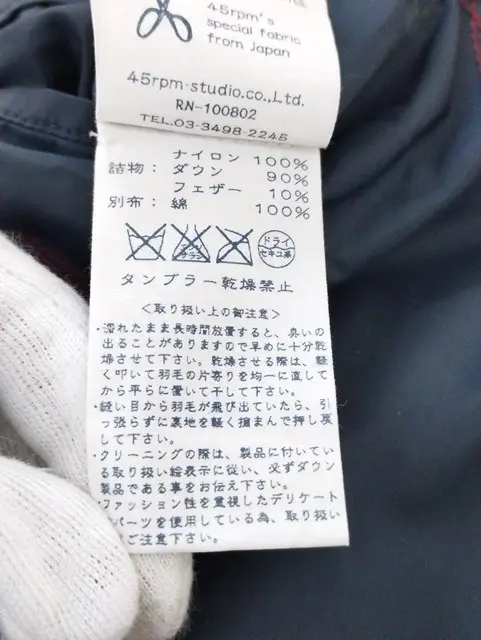 45rpm's
special fabric
from Japan
45rpm-studio.co.,Ltd.
RN-100802
TEL.03-3498-2245
ナイロン 100%
詰物: ダウン 90%
フェザー 10%
別布: 綿 100%
ドライ
セキユ系
タンブラー乾燥禁止
<取り扱い上の御注意>
・濡れたまま長時間放置すると、臭いの
出ることがありますので早めに十分乾
燥させて下さい。乾燥させる際は、軽
く叩いて羽毛の片寄りを均一に直して
から平らに置いて干して下さい。
・縫い目から羽毛が飛び出ていたら、引
っ張らずに裏地を軽く摘まんで押し戻
して下さい。
・クリーニングの際は、製品に付いてい
る取り扱い絵表示に従い、必ずダウン
製品である事をお伝え下さい。
・ファッション性を重視したデリケート
パーツを使用している為、取り扱い
ご注意下さい。